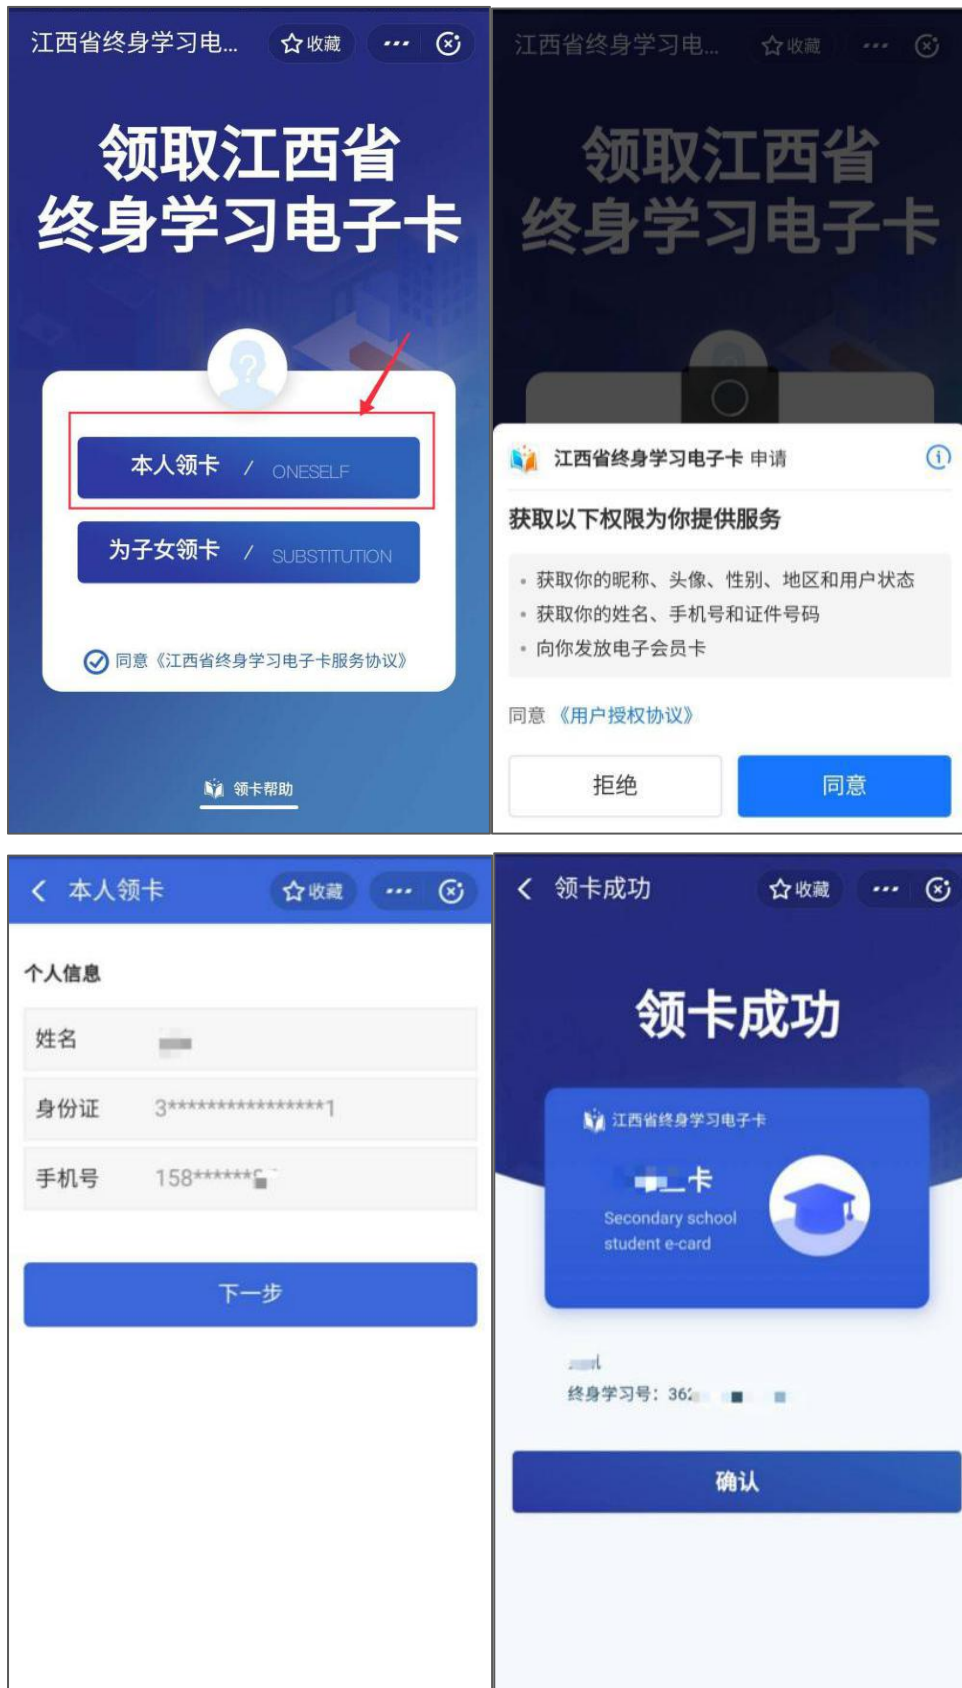 江西省终身学习电...
收藏
领取江西省
终身学习电子卡
本人领卡 / ONESELF
为子女领卡 / SUBSTITUTION
同意《江西省终身学习电子卡服务协议》
领卡帮助
江西省终身学习电...
收藏
领取江西省
终身学习电子卡
江西省终身学习电子卡 申请
获取以下权限为你提供服务
• 获取你的昵称、头像、性别、地区和用户状态
• 获取你的姓名、手机号和证件号码
• 向你发放电子会员卡
同意《用户授权协议》
拒绝
同意
本人领卡
收藏
个人信息
姓名
身份证 3****************1
手机号 158******
下一步
领卡成功
收藏
领卡成功
江西省终身学习电子卡
卡
Secondary school
student e-card
终身学习号：362
确认